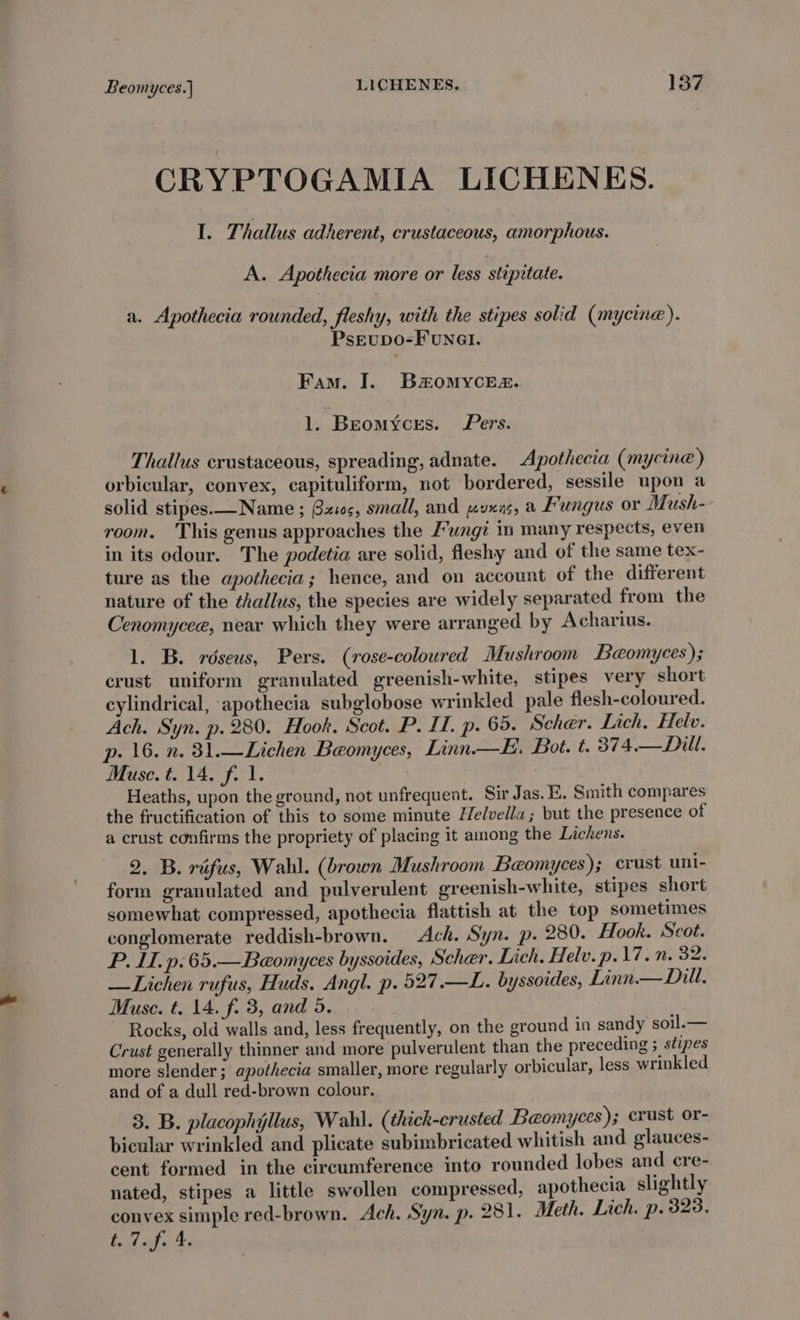 Beomyces.] LICHENES. 137
CRYPTOGAMIA LICHENES.
I. Thallus adherent, crustaceous, amorphous.
A. Apothecia more or less stipitate.
a. Apothecia rounded, fleshy, with the stipes solid (mycinæ).
Pseudo-Fungi.
Fam. I. Bæomyceæ.
1. Beomýces. Pers.
Thallus crustaceous, spreading, adnate. Apothecia (mycinæ)
orbicular, convex, capituliform, not bordered, sessile upon a
solid stipes.—Name; βαιος, small, and μυκης, a Fungus or Mush-
room. This genus approaches the Fungi in many respects, even
in its odour. The podetia are solid, fleshy and of the same tex-
ture as the apothecia; hence, and on account of the different
nature of the thallus, the species are widely separated from the
Cenomyceæ, near which they were arranged by Acharius.
1. B. róseus, Pers. (rose-coloured Mushroom Bæomyces);
crust uniform granulated greenish-white, stipes very short
cylindrical, apothecia subglobose wrinkled pale flesh-coloured.
Ach. Syn. p. 280. Hook. Scot. P. II. p. 65. Schær. Lich. Helv.
p. 16. n. 31.—Lichen Bæomyces, Linn.—E. Bot. t. 374.—Dill.
Musc. t. 14. f. 1.
Heaths, upon the ground, not unfrequent. Sir Jas. E. Smith compares
the fructification of this to some minute Helvella; but the presence of
a crust confirms the propriety of placing it among the Lichens.
2. B. rúfus, Wahl. (brown Mushroom Bæomyces); crust uni-
form granulated and pulverulent greenish-white, stipes short
somewhat compressed, apothecia flattish at the top sometimes
conglomerate reddish-brown. Ach. Syn. p. 280. Hook. Scot.
P. II. p. 65.—Bæomyces byssoides, Schær. Lich. Helv. p. 17. n. 32.
—Lichen rufus, Huds. Angl. p. 527.—L. byssoides, Linn.—Dill.
Musc. t. 14. f. 3, and 5.
Rocks, old walls and, less frequently, on the ground in sandy soil.—
Crust generally thinner and more pulverulent than the preceding; stipes
more slender; apothecia smaller, more regularly orbicular, less wrinkled
and of a dull red-brown colour.
3. B. placophýllus, Wahl. (thick-crusted Bæomyces); crust or-
bicular wrinkled and plicate subimbricated whitish and glauces-
cent formed in the circumference into rounded lobes and cre-
nated, stipes a little swollen compressed, apothecia slightly
convex simple red-brown. Ach. Syn. p. 281. Meth. Lich. p. 323.
t. 7. f. 4.